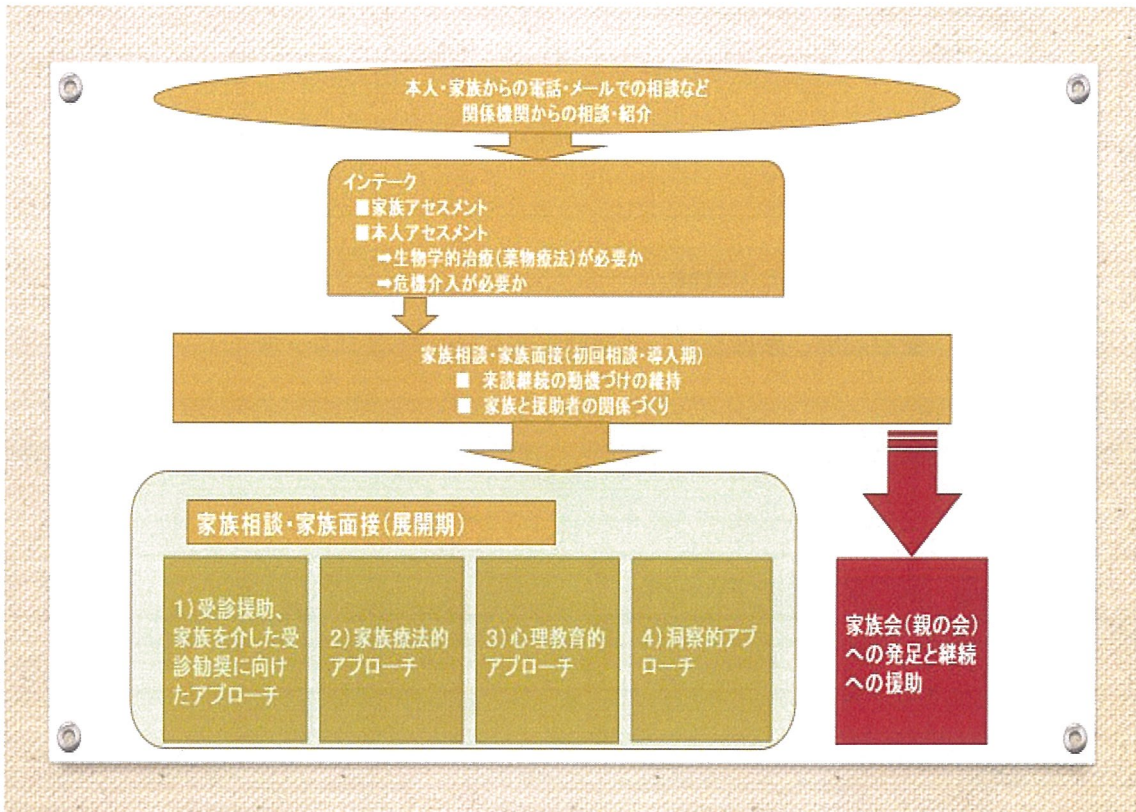 本人・家族からの電話・メールでの相談など
関係機関からの相談・紹介
インテーク
■家族アセスメント
■本人アセスメント
➡生物学的治療(薬物療法)が必要か
➡危機介入が必要か
家族相談・家族面接(初回相談・導入期)
■ 来談継続の動機づけの維持
■ 家族と援助者の関係づくり
家族相談・家族面接(展開期)
1)受診援助、
家族を介した受
診勧奨に向け
たアプローチ
2)家族療法的
アプローチ
3)心理教育的
アプローチ
4)洞察的アプ
ローチ
家族会(親の会)
への発足と継続
への援助